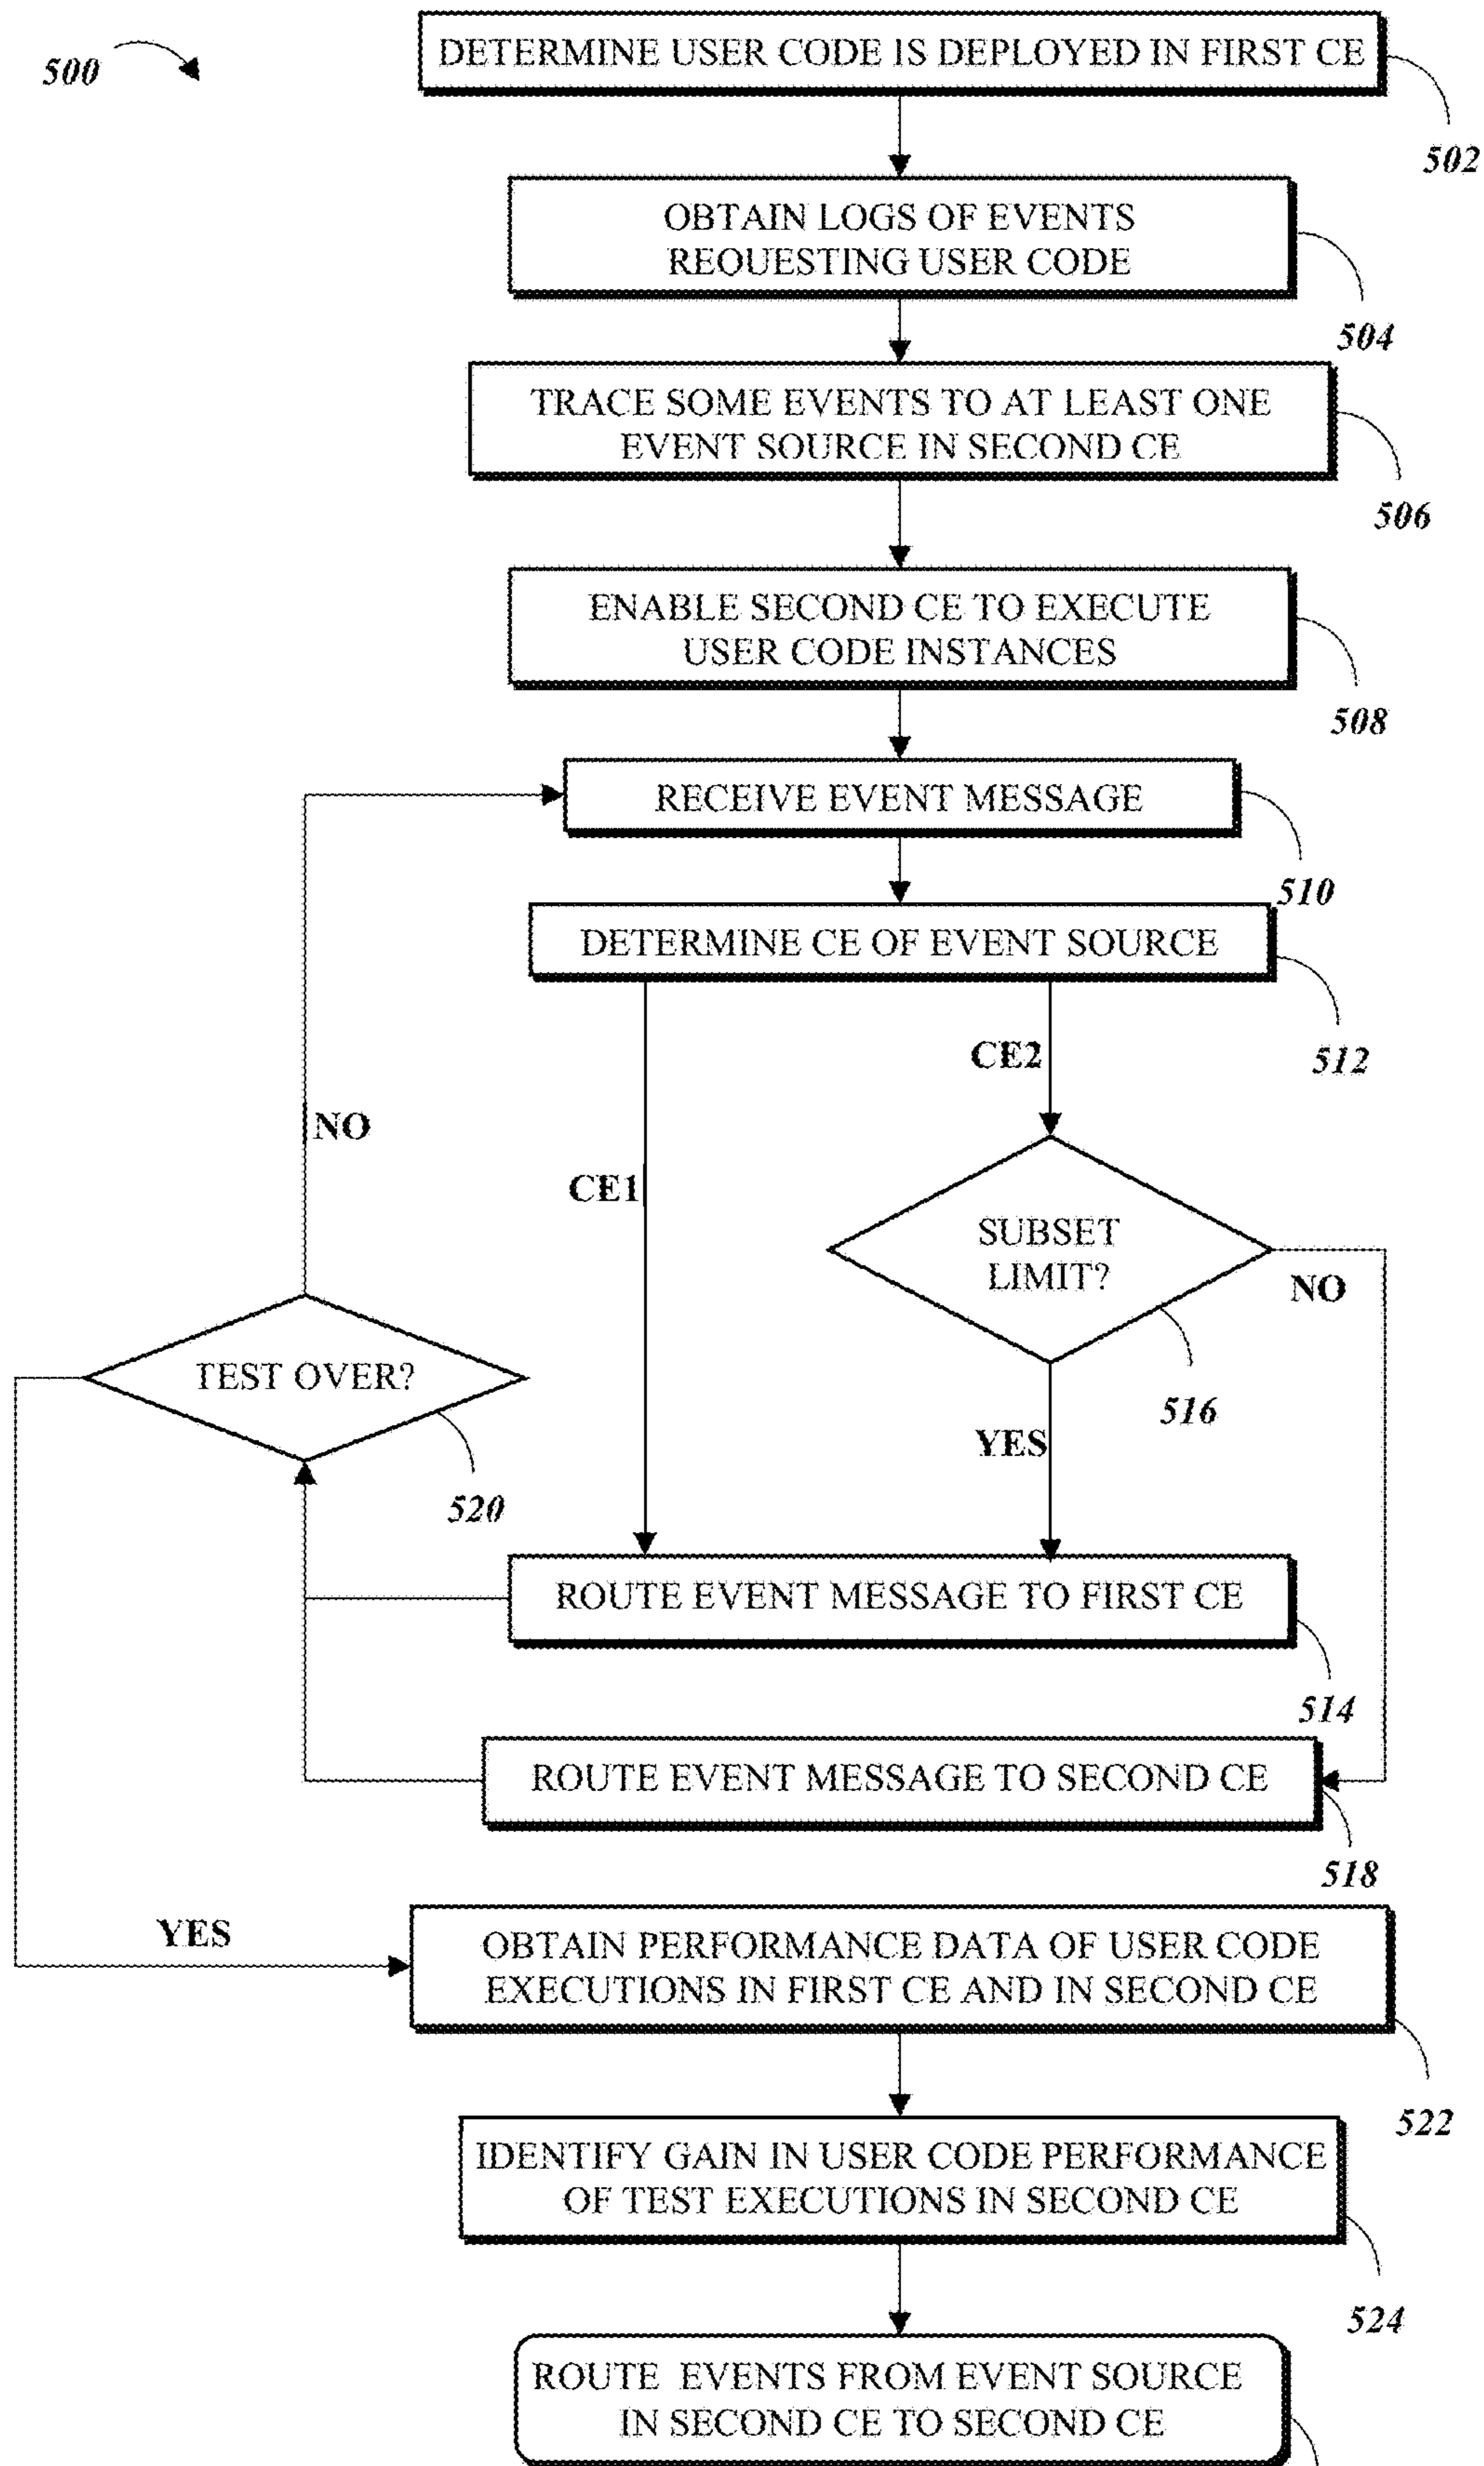 500
DETERMINE USER CODE IS DEPLOYED IN FIRST CE
502
OBTAIN LOGS OF EVENTS
REQUESTING USER CODE
504
TRACE SOME EVENTS TO AT LEAST ONE
EVENT SOURCE IN SECOND CE
506
ENABLE SECOND CE TO EXECUTE
USER CODE INSTANCES
508
RECEIVE EVENT MESSAGE
510
DETERMINE CE OF EVENT SOURCE
512
CE2
NO
CE1
SUBSET
LIMIT?
NO
516
TEST OVER?
YES
520
ROUTE EVENT MESSAGE TO FIRST CE
514
ROUTE EVENT MESSAGE TO SECOND CE
518
YES
OBTAIN PERFORMANCE DATA OF USER CODE
EXECUTIONS IN FIRST CE AND IN SECOND CE
522
IDENTIFY GAIN IN USER CODE PERFORMANCE
OF TEST EXECUTIONS IN SECOND CE
524
ROUTE EVENTS FROM EVENT SOURCE
IN SECOND CE TO SECOND CE